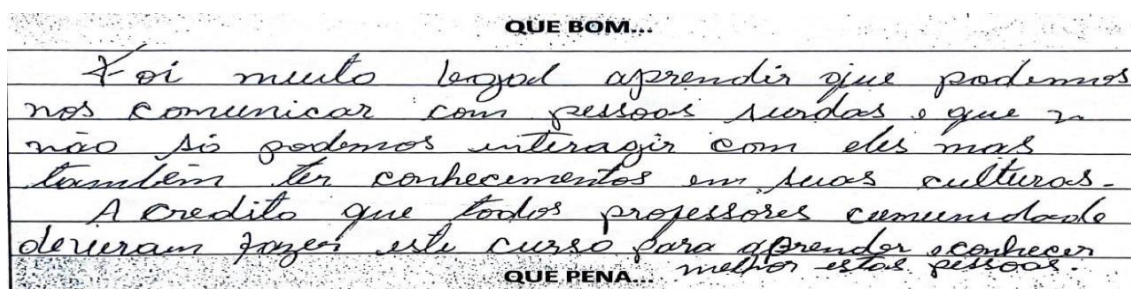 QUE BOM...
Foi muito legal aprendir que podemos
nos comunicar com pessoas surdas e que
não só podemos interagir com eles mas
também ter conhecimentos em suas culturas.
Acredito que todos professores comunidade
deveram fazer este curso para aprender e conhecer
melhor estas pessoas.
QUE PENA...